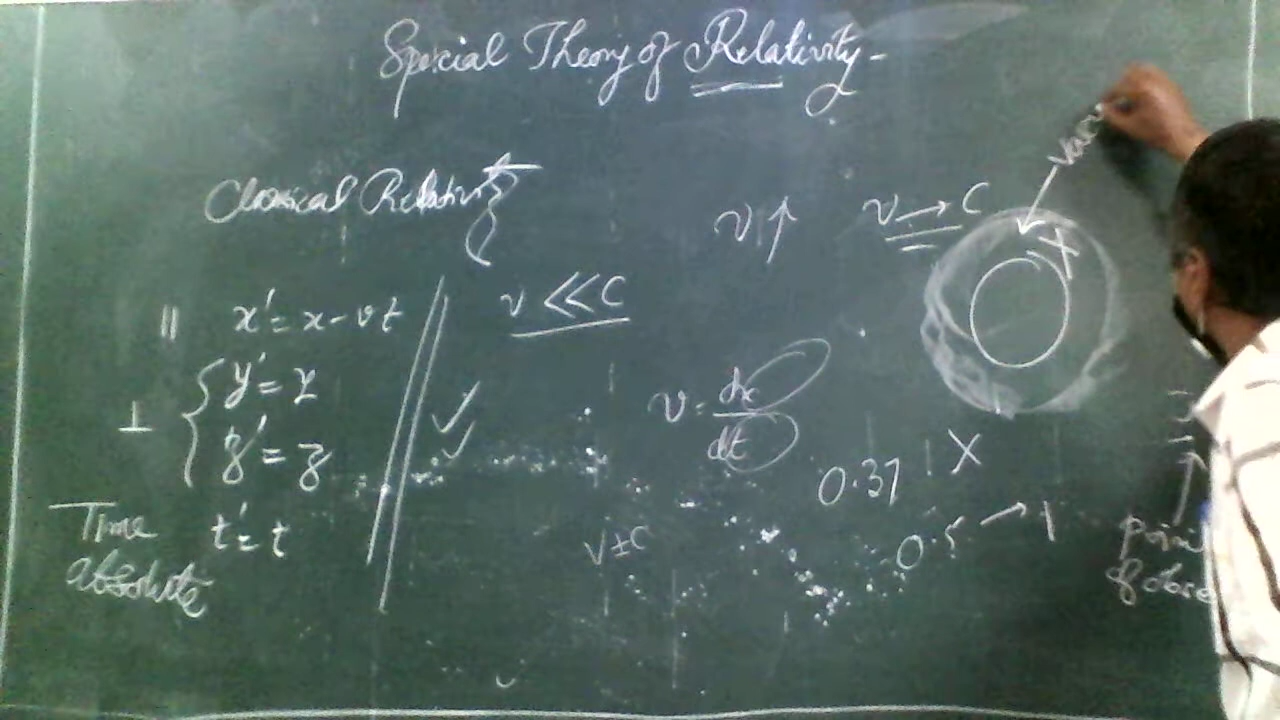 Special Theory of Relativity -
Classical Relativity
v ↑
v → C
|| x' = x - vt
v << C
⊥ { y' = y
z' = z
v = dx/dt
0.37 | X
Time absolute t' = t
v ± C
0.5 → 1